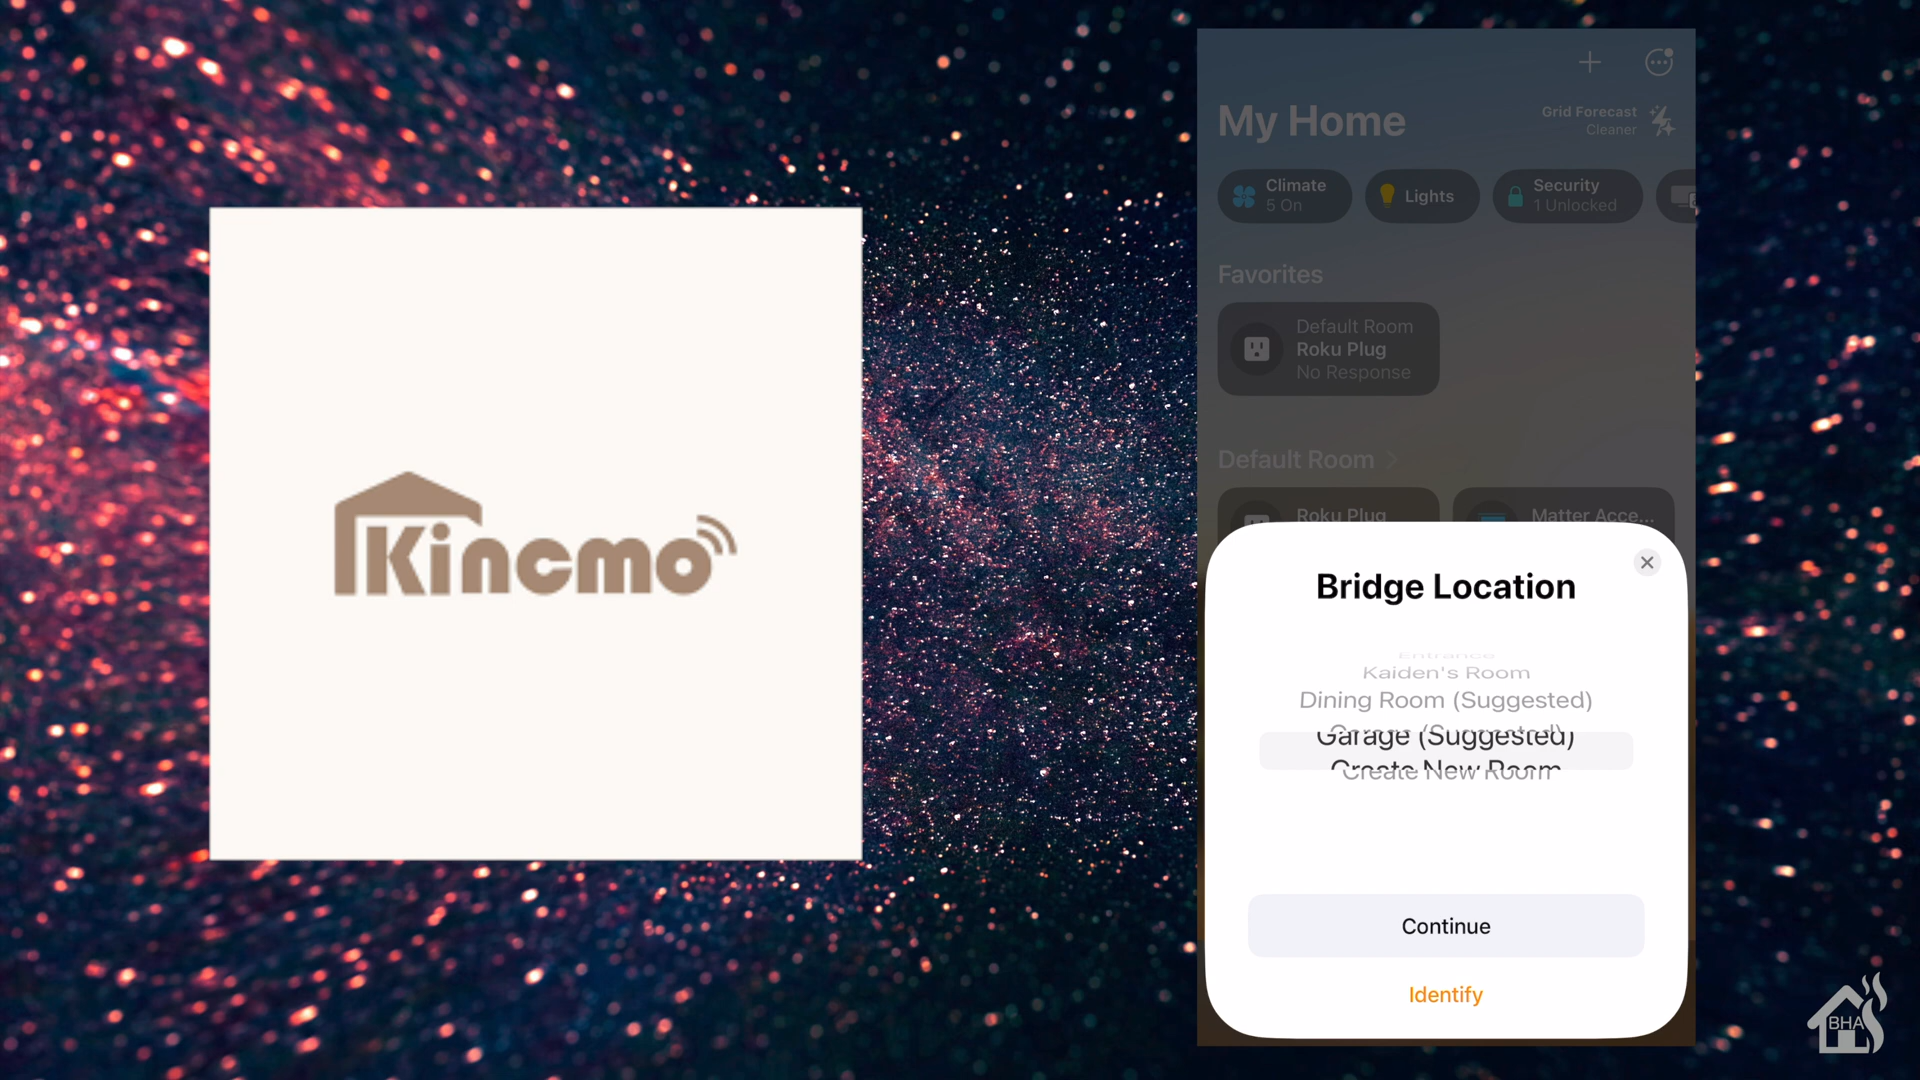 Kincmo
My Home
Grid Forecast
Cleaner
Climate
5 On
Lights
Security
1 Unlocked
Favorites
Default Room
Roku Plug
No Response
Default Room
Roku Plug
Matter Acce...
Bridge Location
Entrance
Kaiden's Room
Dining Room (Suggested)
Garage (Suggested)
Create New Room
Continue
Identify
BHA